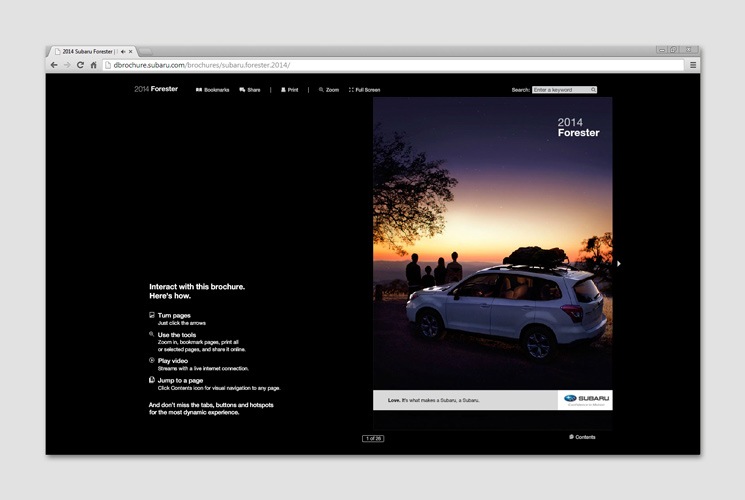 2014 Subaru Forester |
dbrochure.subaru.com/brochures/subaru.forester.2014/
2014 Forester
Bookmarks
Share
Print
Zoom
Full Screen
Search:
Enter a keyword
2014
Forester
Interact with this brochure.
Here's how.
Turn pages
Just click the arrows
Use the tools
Zoom in, bookmark pages, print all
or selected pages, and share it online.
Play video
Streams with a live internet connection.
Jump to a page
Click Contents icon for visual navigation to any page.
And don't miss the tabs, buttons and hotspots
for the most dynamic experience.
Love. It's what makes a Subaru, a Subaru.
SUBARU
1 of 26
Contents